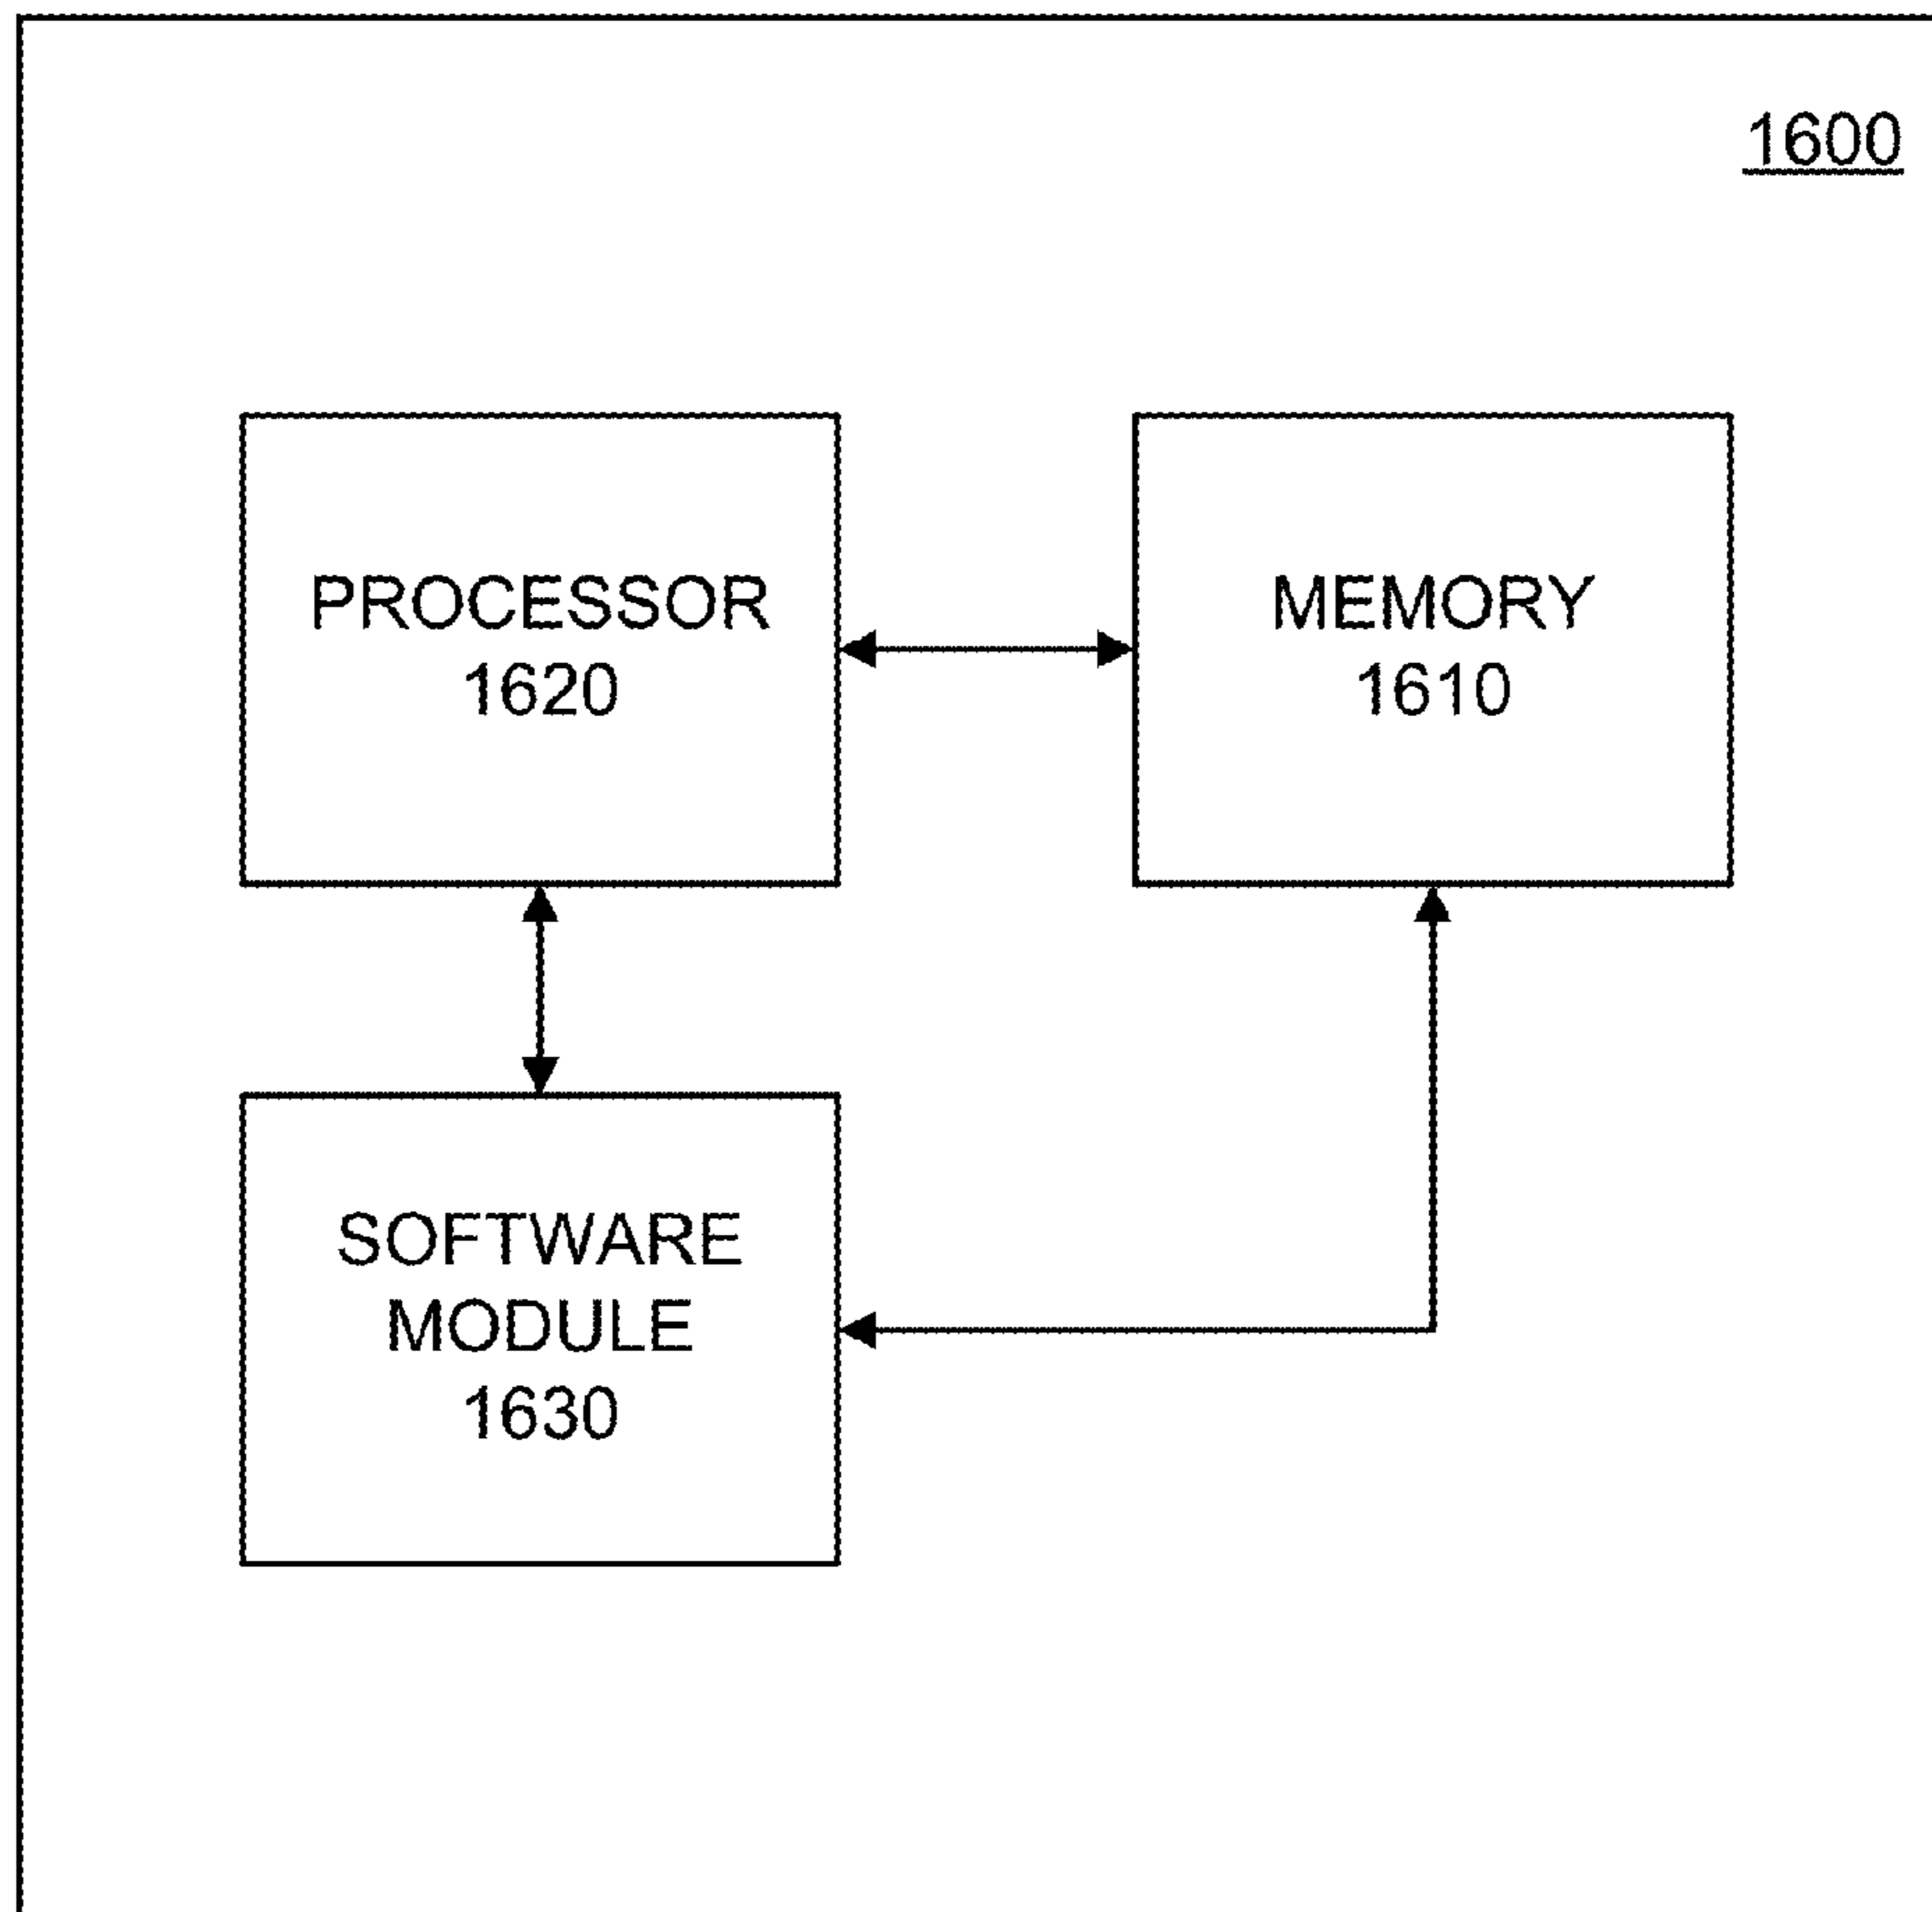 1600
PROCESSOR
1620
MEMORY
1610
SOFTWARE
MODULE
1630